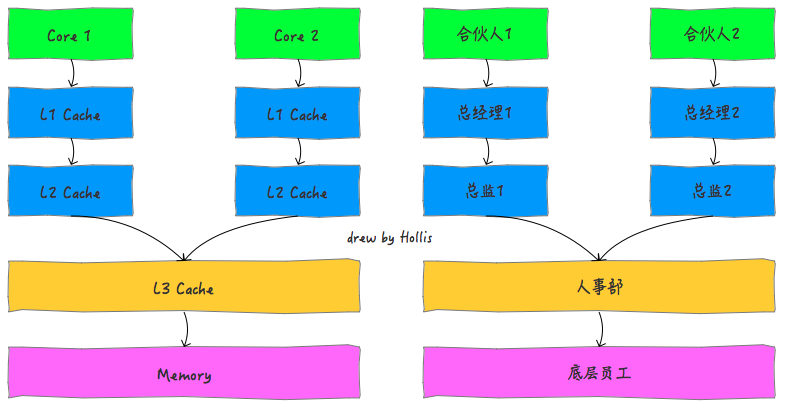 Core 1
Core 2
合伙人1
合伙人2
L1 Cache
L1 Cache
总经理1
总经理2
L2 Cache
L2 Cache
总监1
总监2
drew by Hollis
L3 Cache
人事部
Memory
底层员工